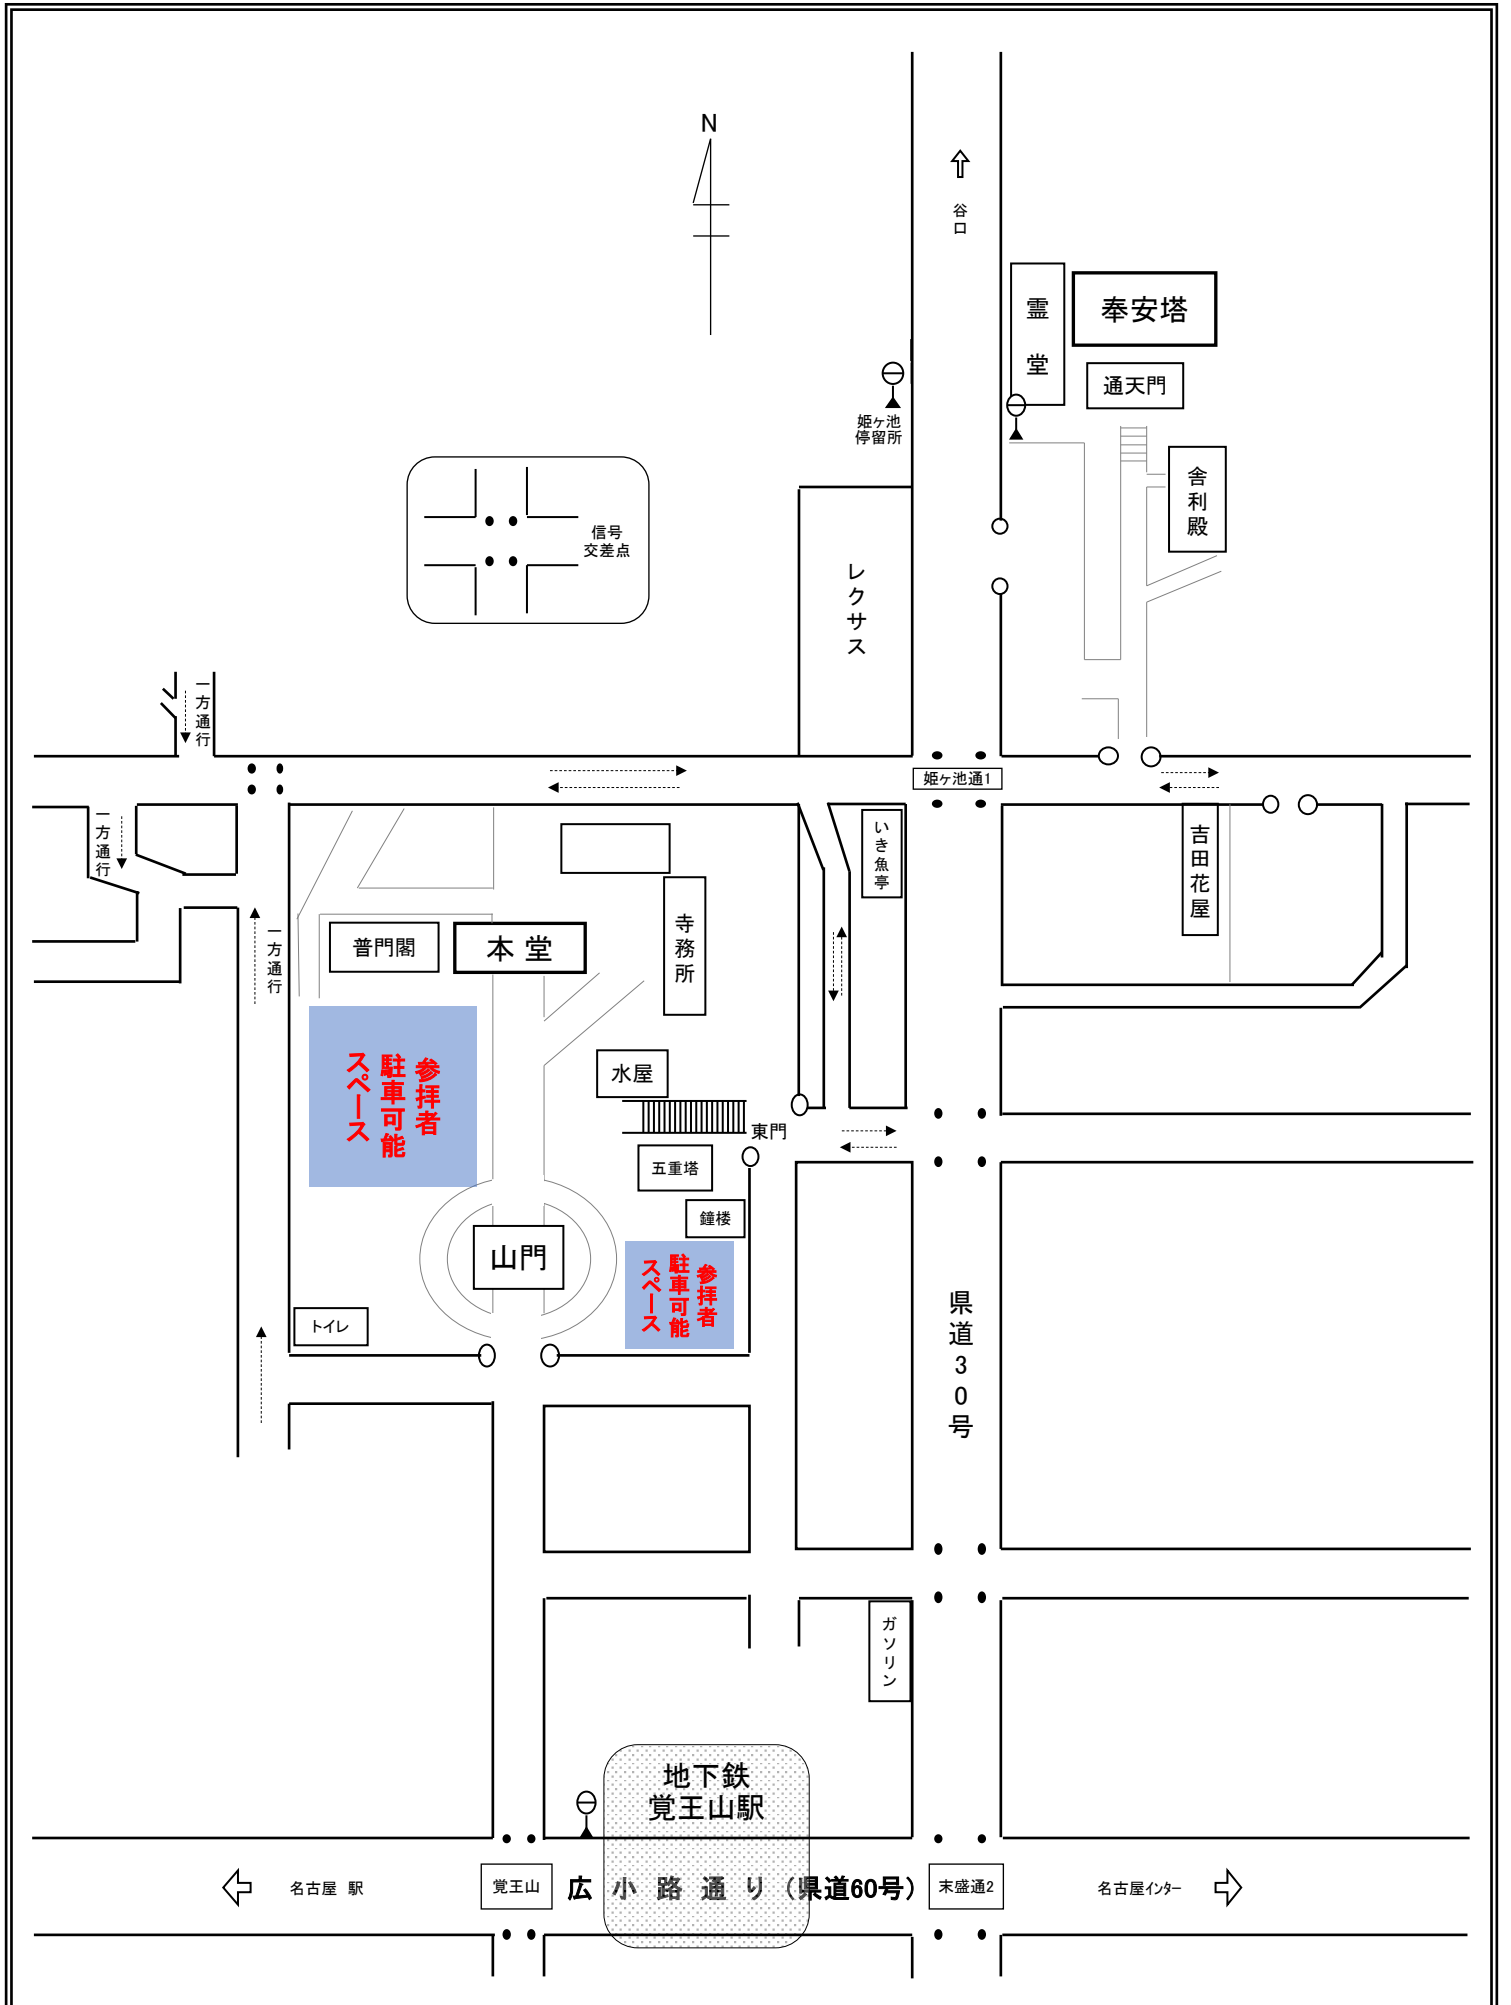 N
谷口
霊堂
奉安塔
通天門
姫ヶ池
停留所
舎利殿
信号
交差点
レクサス
一方通行
姫ヶ池通1
一方通行
いき魚亭
吉田花屋
寺務所
普門閣
本 堂
一方通行
参拝者
駐車可能
スペース
水屋
東門
五重塔
鐘楼
山門
参拝者
駐車可能
スペース
トイレ
県道30号
ガソリン
地下鉄
覚王山駅
名古屋 駅
覚王山
広 小 路 通 り(県道60号)
末盛通2
名古屋インター